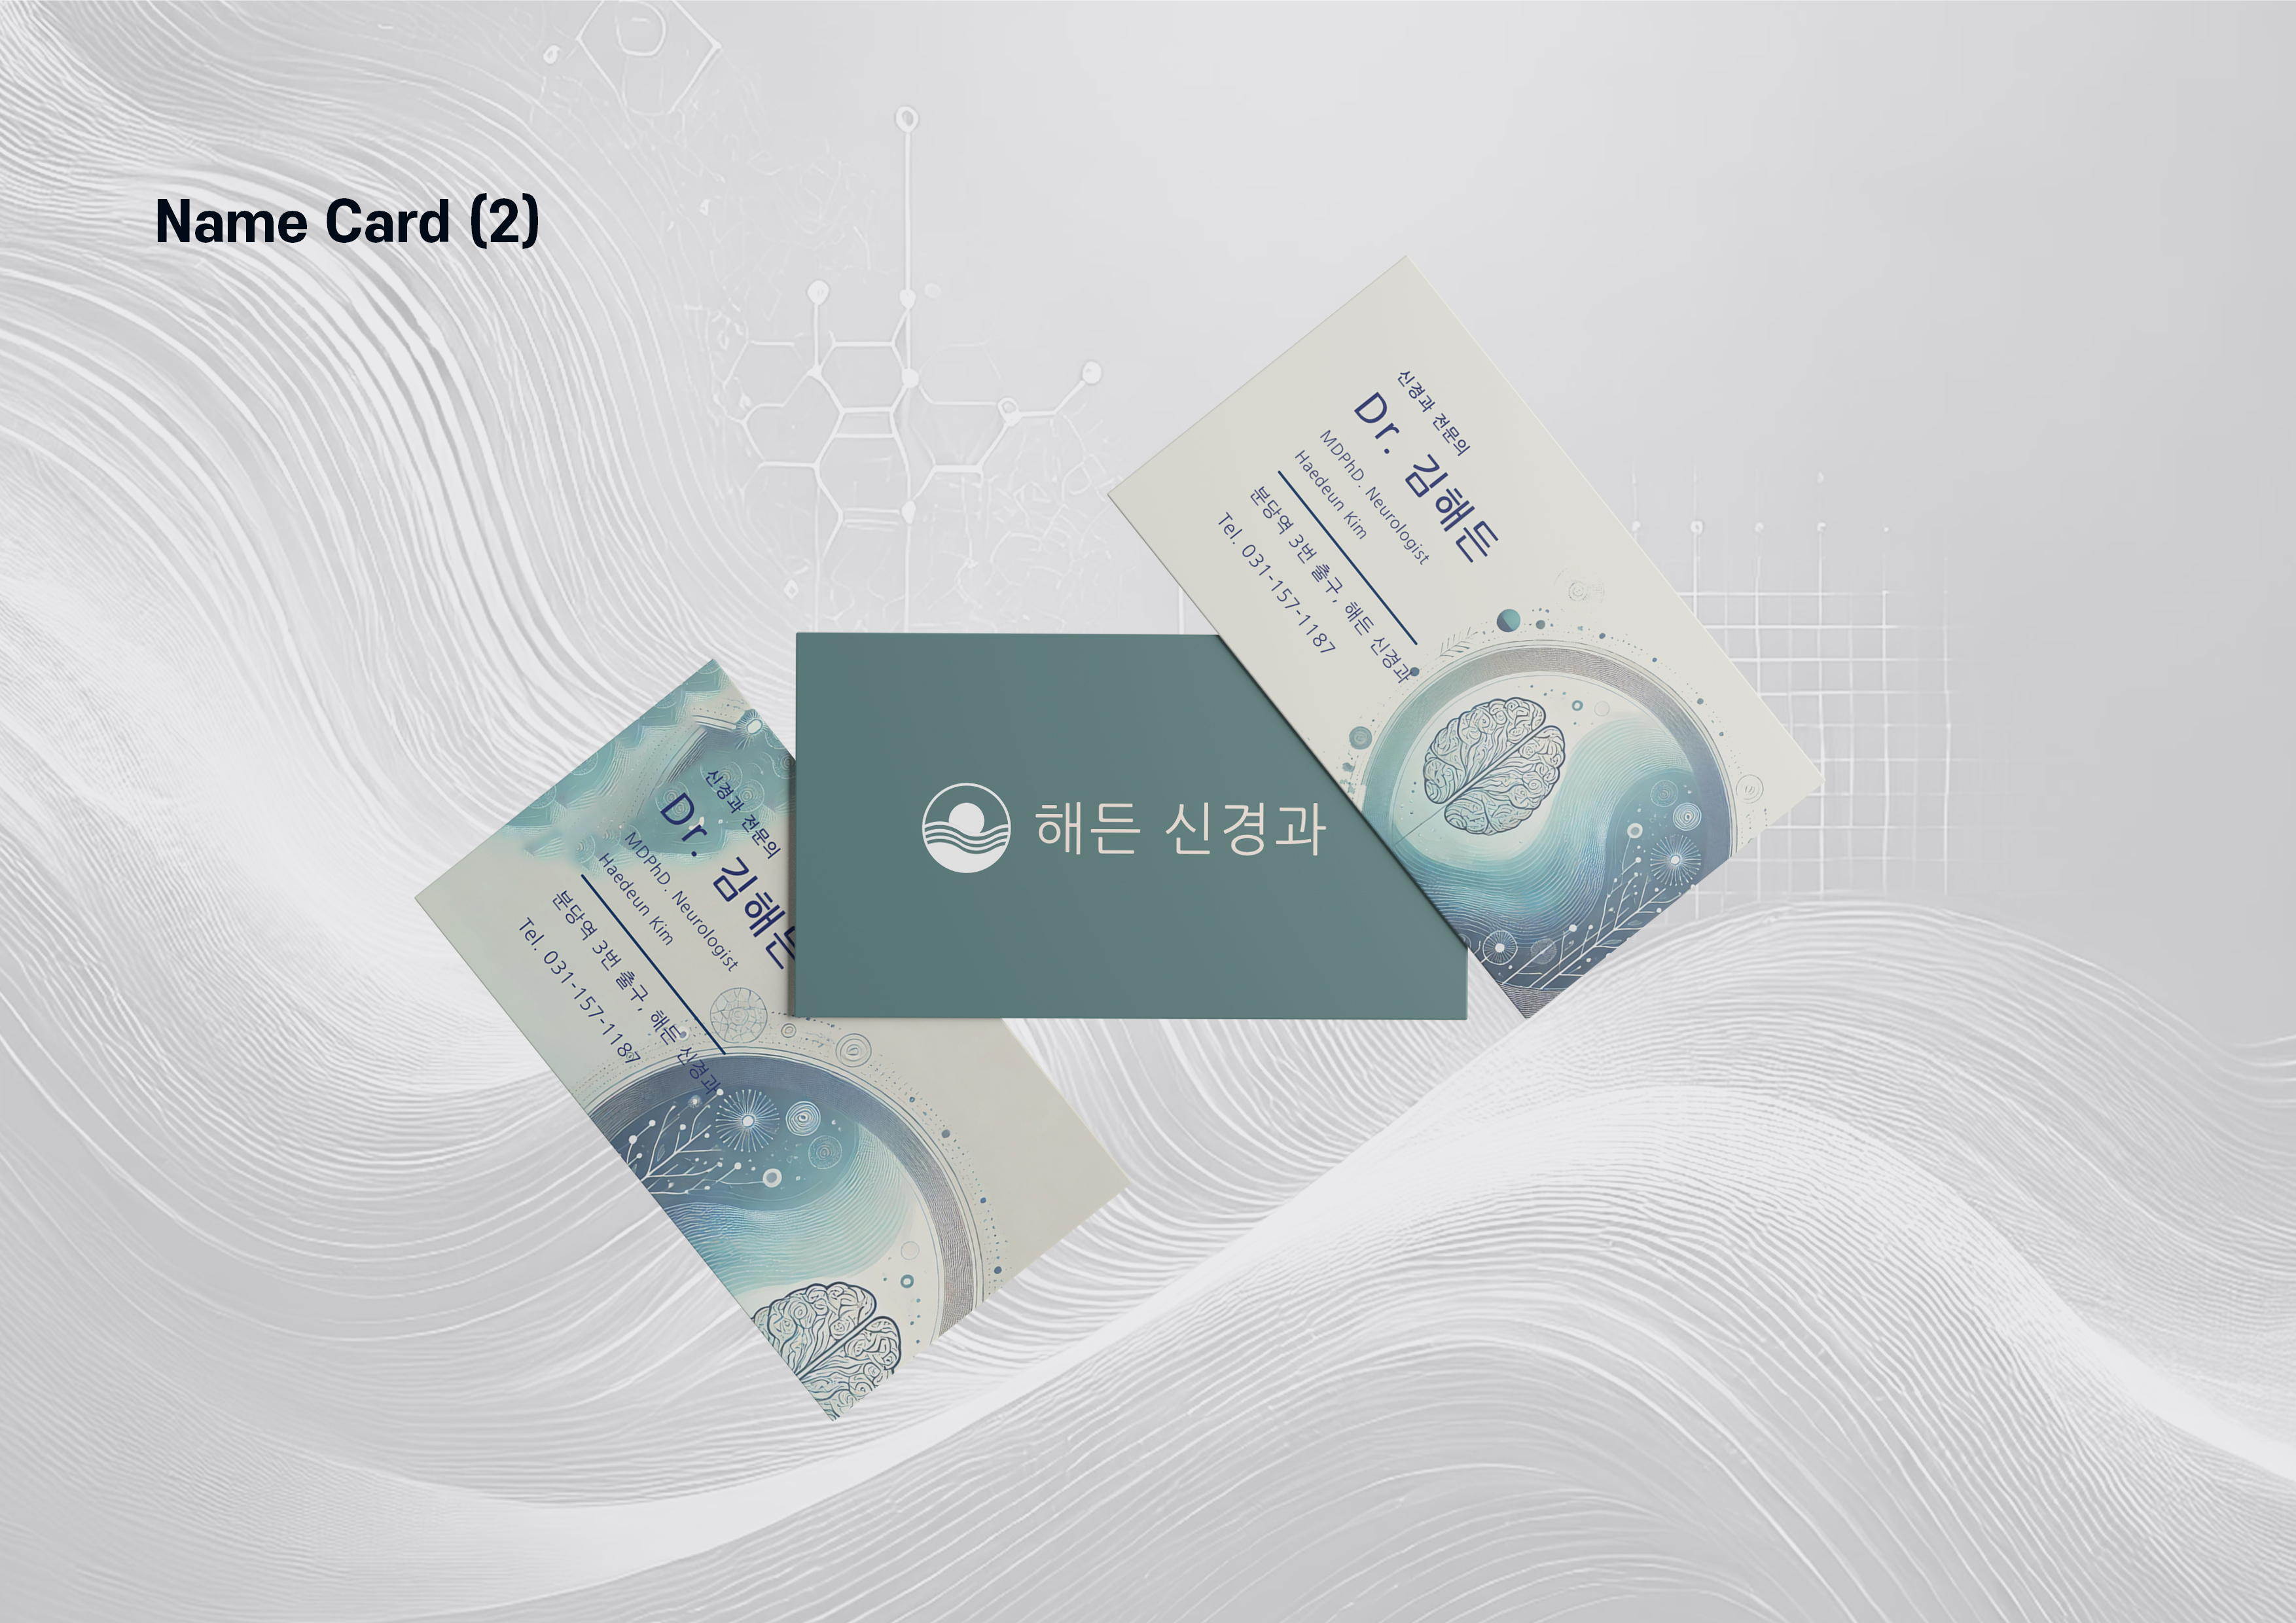 Name Card (2)
신경과 전문의
Dr. 김해든
MDPhD. Neurologist
Haedeun Kim
분당역 3번 출구, 해든 신경과
Tel. 031-157-1187
해든 신경과
신경과 전문의
Dr. 김해든
MDPhD. Neurologist
Haedeun Kim
분당역 3번 출구, 해든 신경과
Tel. 031-157-1187